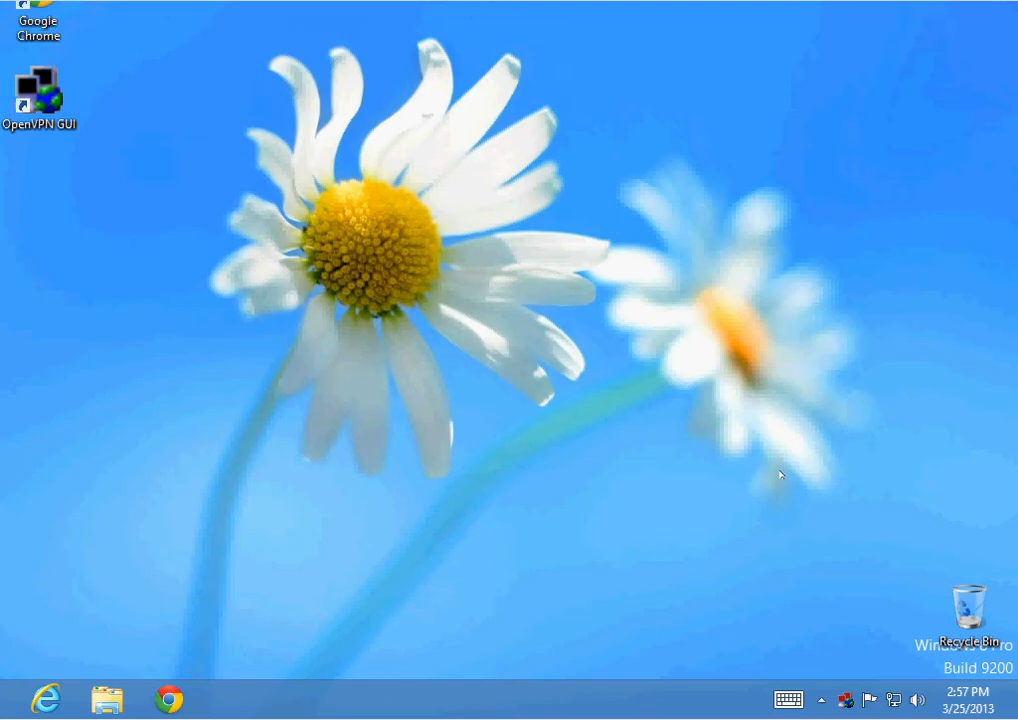 Google
Chrome
OpenVPN GUI
Recycle Bin
Windows 8 Pro
Build 9200
2:57 PM
3/25/2013